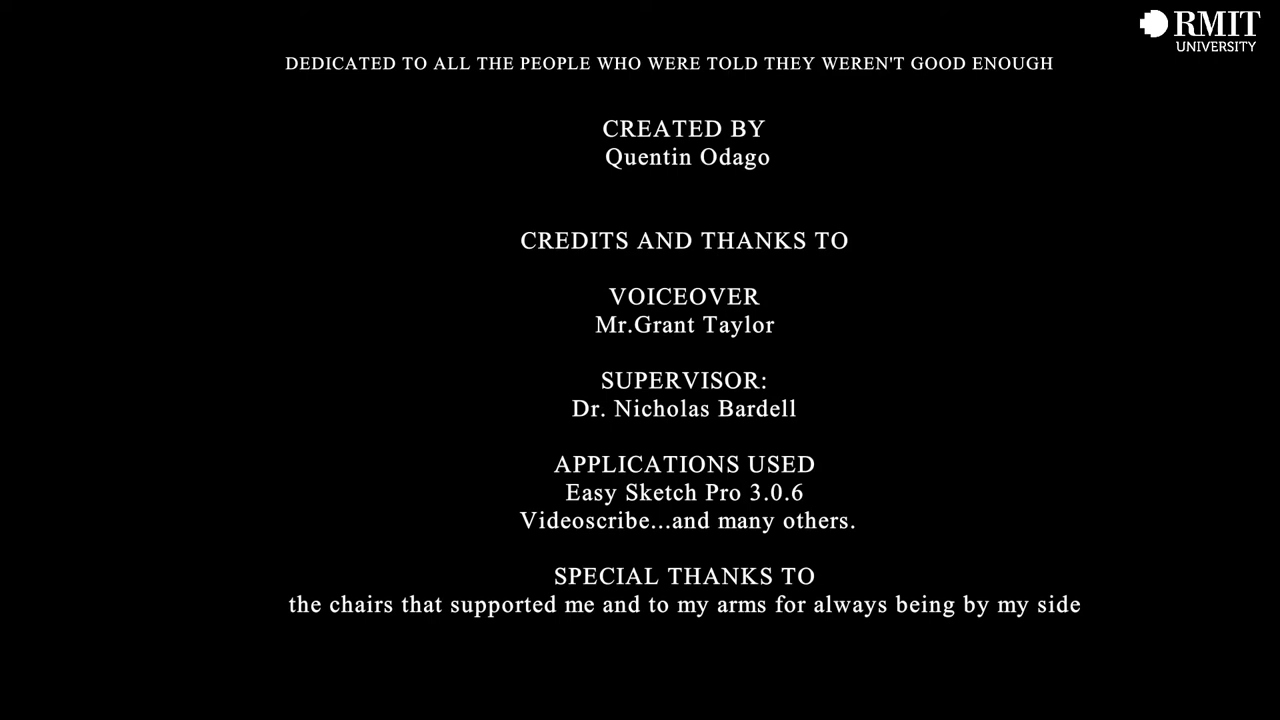 RMIT
UNIVERSITY
DEDICATED TO ALL THE PEOPLE WHO WERE TOLD THEY WEREN'T GOOD ENOUGH
CREATED BY
Quentin Odago
CREDITS AND THANKS TO
VOICEOVER
Mr.Grant Taylor
SUPERVISOR:
Dr. Nicholas Bardell
APPLICATIONS USED
Easy Sketch Pro 3.0.6
Videoscribe...and many others.
SPECIAL THANKS TO
the chairs that supported me and to my arms for always being by my side